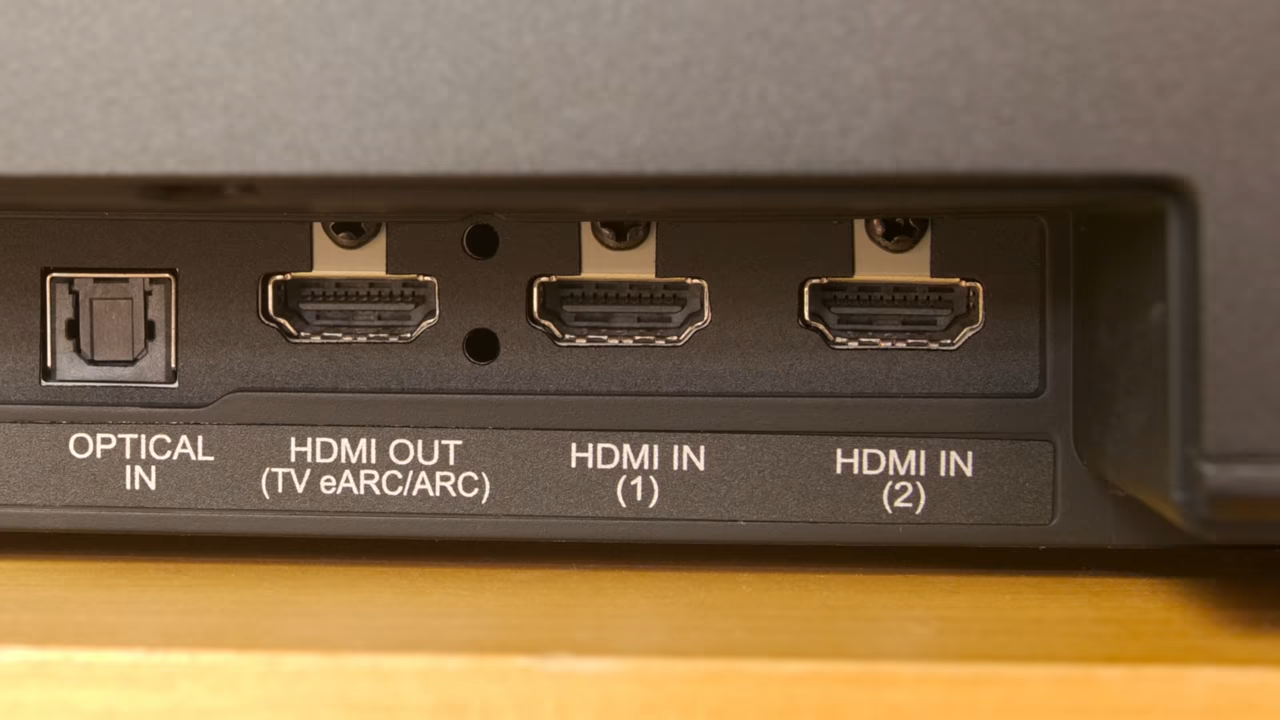 OPTICAL
IN
HDMI OUT
(TV eARC/ARC)
HDMI IN
(1)
HDMI IN
(2)